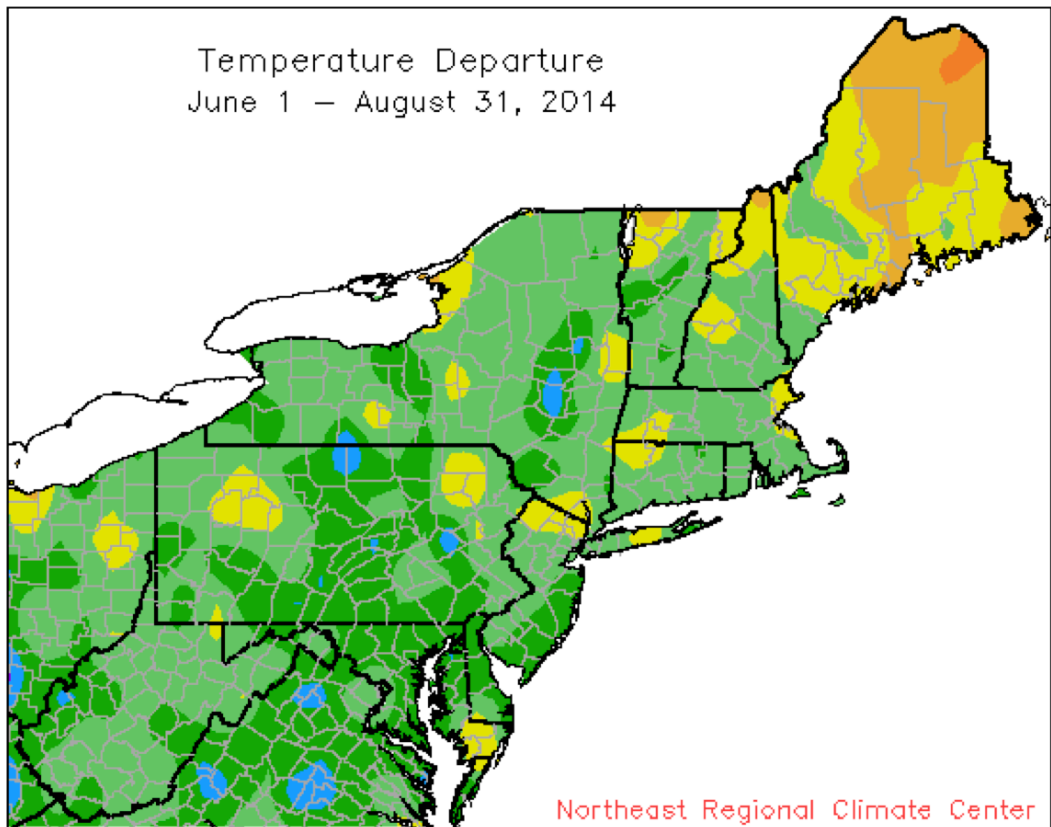 Temperature Departure
June 1 – August 31, 2014
Northeast Regional Climate Center